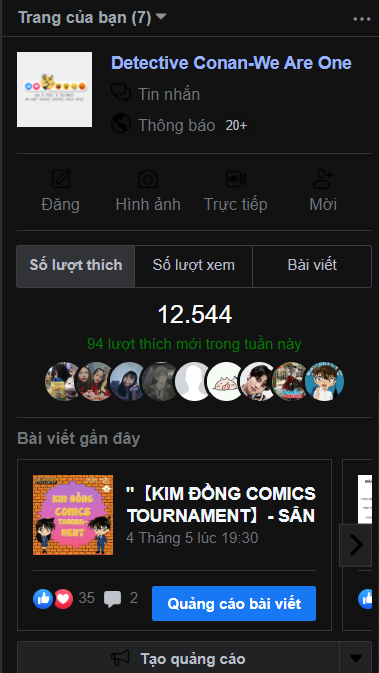 Trang của bạn (7)
Detective Conan-We Are One
Tin nhắn
Thông báo 20+
Đăng
Hình ảnh
Trực tiếp
Mời
Số lượt thích
Số lượt xem
Bài viết
12.544
94 lượt thích mới trong tuần này
Bài viết gần đây
KIM ĐỒNG
COMICS
TOURNA-
MENT
"【KIM ĐỒNG COMICS
TOURNAMENT】- SÂN
4 Tháng 5 lúc 19:30
35
2
Quảng cáo bài viết
Tạo quảng cáo